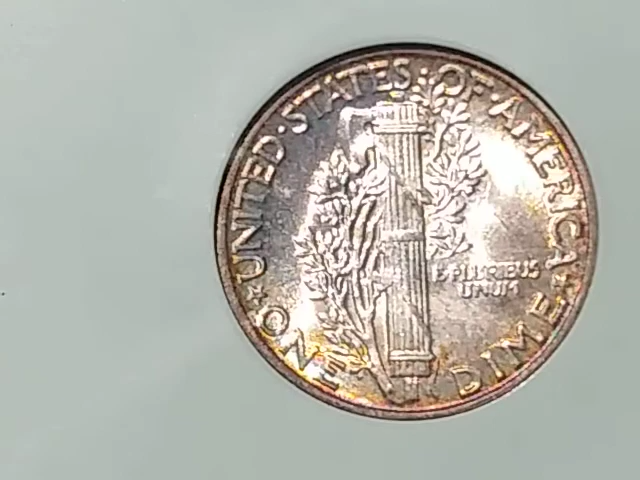 UNITED·STATES·OF·AMERICA
E PLURIBUS
UNUM
ONE DIME